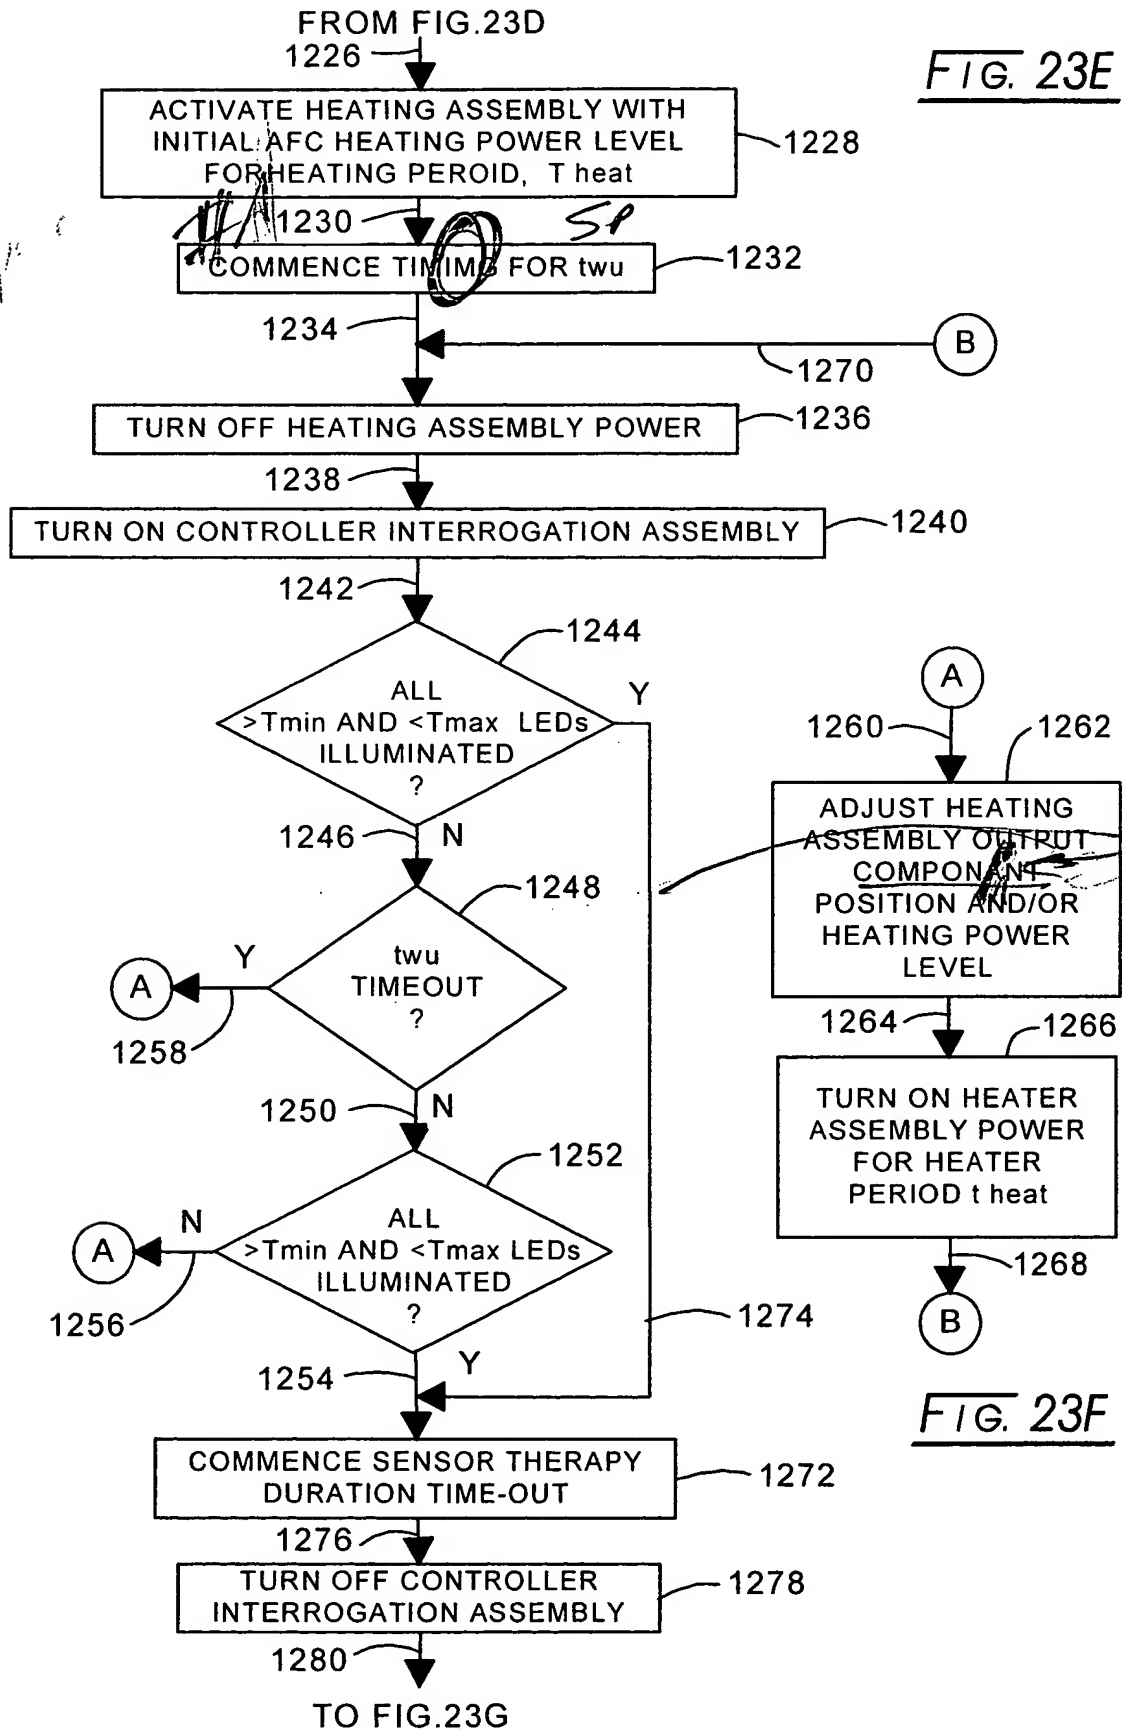 FROM FIG.23D
1226
FIG. 23E
ACTIVATE HEATING ASSEMBLY WITH
INITIAL AFC HEATING POWER LEVEL
FOR HEATING PEROID, T heat
1228
1230
SP
COMMENCE TIMIMG FOR twu
1232
1234
B
1270
TURN OFF HEATING ASSEMBLY POWER
1236
1238
TURN ON CONTROLLER INTERROGATION ASSEMBLY
1240
1242
1244
ALL
>Tmin AND <Tmax LEDs
ILLUMINATED
?
Y
1246
N
1248
twu
TIMEOUT
?
Y
A
1258
1250
N
1252
ALL
>Tmin AND <Tmax LEDs
ILLUMINATED
?
N
A
1256
1274
1254
Y
COMMENCE SENSOR THERAPY
DURATION TIME-OUT
1272
1276
TURN OFF CONTROLLER
INTERROGATION ASSEMBLY
1278
1280
TO FIG.23G
A
1260
1262
ADJUST HEATING
ASSEMBLY OUTPUT
COMPONANT
POSITION AND/OR
HEATING POWER
LEVEL
1264
1266
TURN ON HEATER
ASSEMBLY POWER
FOR HEATER
PERIOD t heat
1268
B
FIG. 23F